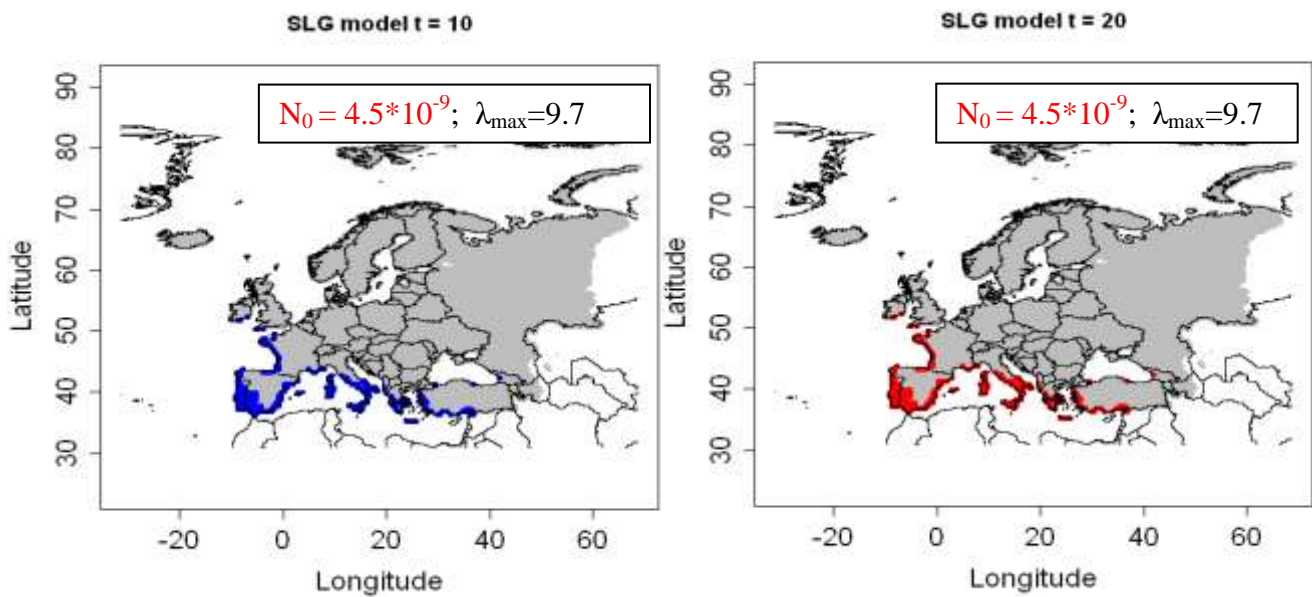 SLG model t = 10
N₀ = 4.5*10⁻⁹; λmax=9.7
90
80
70
60
50
40
30
Latitude
-20 0 20 40 60
Longitude
SLG model t = 20
N₀ = 4.5*10⁻⁹; λmax=9.7
90
80
70
60
50
40
30
Latitude
-20 0 20 40 60
Longitude